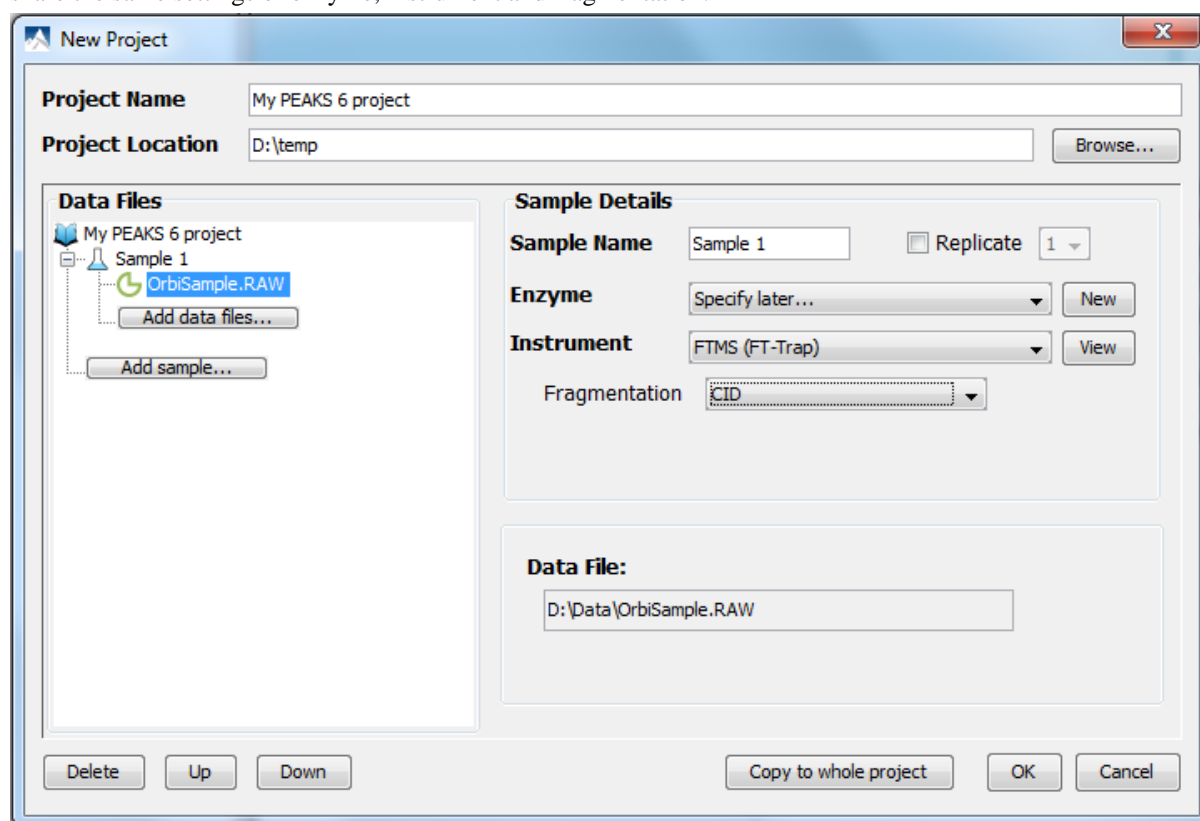 New Project
Project Name My PEAKS 6 project
Project Location D:\temp Browse...
Data Files
My PEAKS 6 project
Sample 1
OrbiSample.RAW
Add data files...
Add sample...
Sample Details
Sample Name Sample 1 Replicate 1
Enzyme Specify later... New
Instrument FTMS (FT-Trap) View
Fragmentation CID
Data File:
D:\Data\OrbiSample.RAW
Delete Up Down Copy to whole project OK Cancel